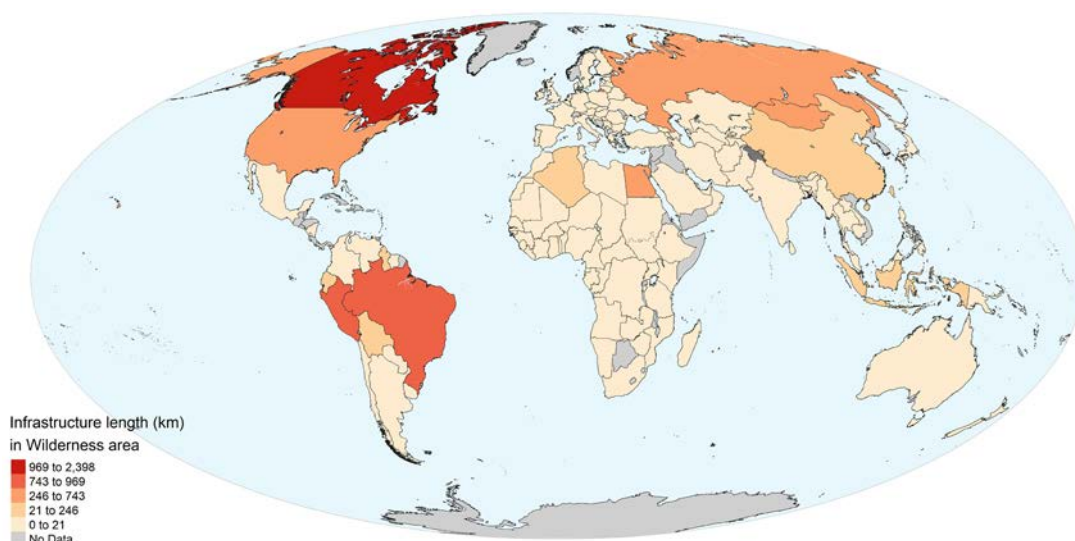 Infrastructure length (km)
in Wilderness area
969 to 2,398
743 to 969
246 to 743
21 to 246
0 to 21
No Data